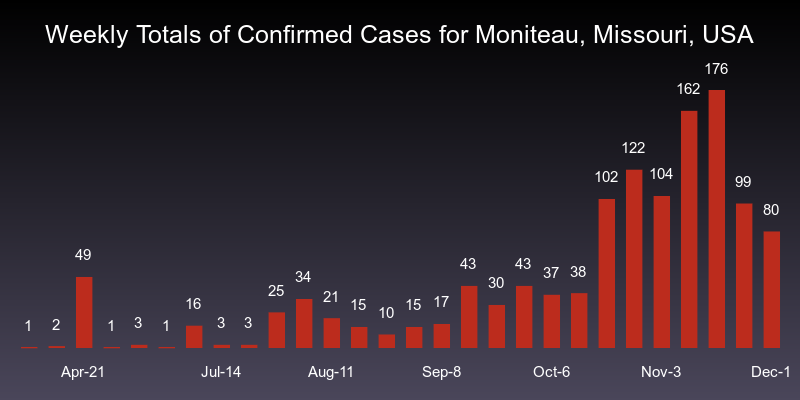 Weekly Totals of Confirmed Cases for Moniteau, Missouri, USA
1 2 49 1 3 1 16 3 3 25 34 21 15 10 15 17 43 30 43 37 38 102 122 104 162 176 99 80
Apr-21 Jul-14 Aug-11 Sep-8 Oct-6 Nov-3 Dec-1